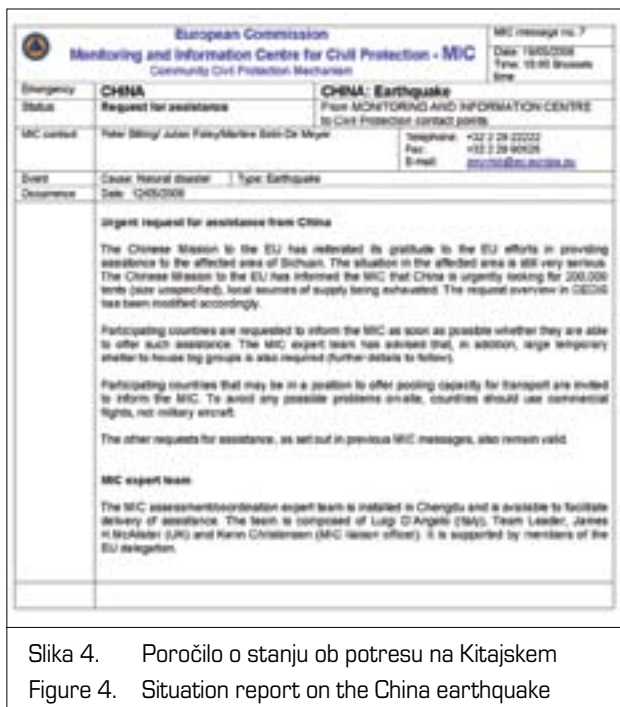 European Commission
MIC message no. 7
Monitoring and Information Centre for Civil Protection - MIC
Date: 19/05/2008
Community Civil Protection Mechanism
Time: Brussels
time
Emergency CHINA CHINA: Earthquake
Status Request for assistance From MONITORING AND INFORMATION CENTRE
to Civil Protection contact points
MIC contact Peter Billing/ Julien
Telephone: +32 2 29 22222
Fax: +32 2 29
E-mail:
Event Cause: Natural disaster Type: Earthquake
Occurrence Date: 12/05/2008
Urgent request for assistance from China
The Chinese Mission to the EU has reiterated its gratitude to the EU efforts in providing
assistance to the affected area of Sichuan. The situation in the affected area is still very serious.
The Chinese Mission to the EU has informed the MIC that China is urgently looking for 200,000
tents (size unspecified), local sources of supply being exhausted. The request overview in CECIS
has been modified accordingly.
Participating countries are requested to inform the MIC as soon as possible whether they are able
to offer such assistance. The MIC expert team has advised that, in addition, large temporary
shelter to house big groups is also required (further details to follow).
Participating countries that may be in a position to offer pooling capacity for transport are invited
to inform the MIC. To avoid any possible problems on-site, countries should use commercial
flights, not military aircraft.
The other requests for assistance, as set out in previous MIC messages, also remain valid.
MIC expert team
The MIC assessment/coordination expert team is installed in Chengdu and is available to facilitate
delivery of assistance. The team is composed of Luigi D'Angelo (Italy), Team Leader, James
H.McAlister (UK) and Christensen (MIC liaison officer). It is supported by members of the
EU delegation.
Slika 4. Poročilo o stanju ob potresu na Kitajskem
Figure 4. Situation report on the China earthquake